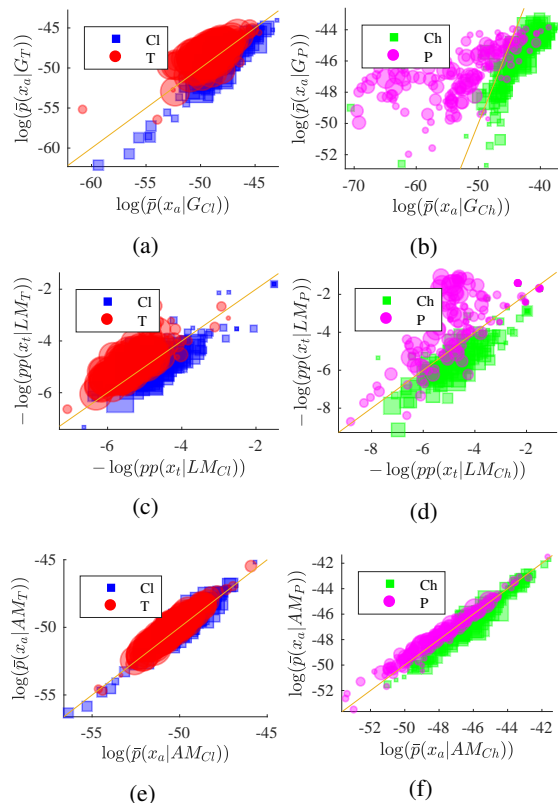 -45
-50
-55
-60
log(p̄(x_a|G_T))
Cl
T
-60 -55 -50 -45
log(p̄(x_a|G_Cl))
(a)
-44
-46
-48
-50
-52
log(p̄(x_a|G_P))
Ch
P
-70 -60 -50 -40
log(p̄(x_a|G_Ch))
(b)
-2
-4
-6
− log(pp(x_t|LM_T))
Cl
T
-6 -4 -2
− log(pp(x_t|LM_Cl))
(c)
-2
-4
-6
-8
− log(pp(x_t|LM_P))
Ch
P
-8 -6 -4 -2
− log(pp(x_t|LM_Ch))
(d)
-45
-50
-55
log(p̄(x_a|AM_T))
Cl
T
-55 -50 -45
log(p̄(x_a|AM_Cl))
(e)
-42
-44
-46
-48
-50
-52
log(p̄(x_a|AM_P))
Ch
P
-52 -50 -48 -46 -44 -42
log(p̄(x_a|AM_Ch))
(f)